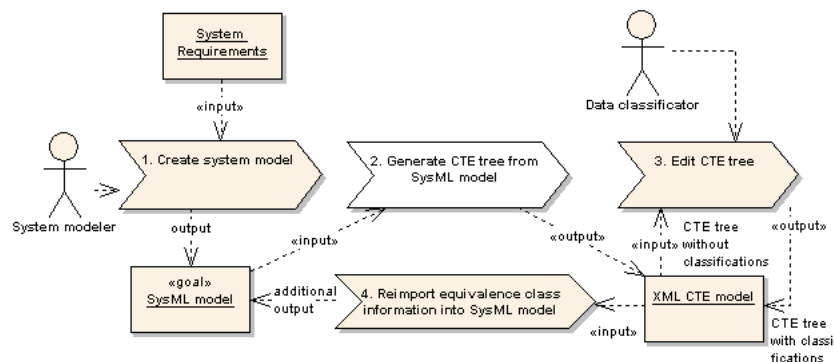 System
Requirements
«input»
Data classificator
1. Create system model
2. Generate CTE tree from
SysML model
3. Edit CTE tree
System modeler
output
«input»
«output»
«input»
CTE tree
without
classifications
«output»
«goal»
SysML model
additional
output
4. Reimport equivalence class
information into SysML model
«input»
XML CTE model
CTE tree
with classi
fications